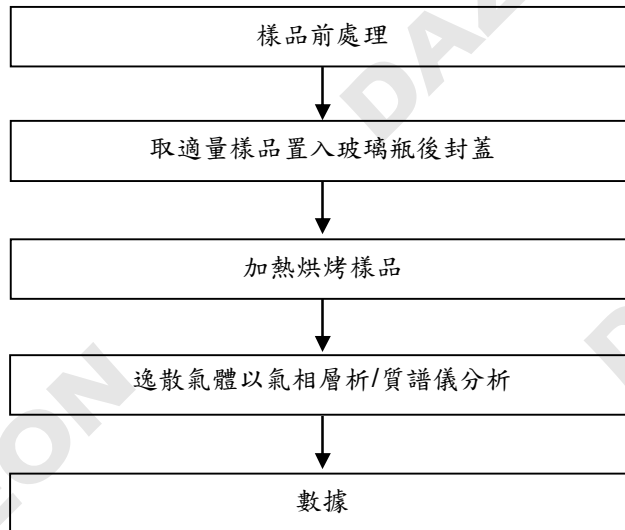 樣品前處理
取適量樣品置入玻璃瓶後封蓋
加熱烘烤樣品
逸散氣體以氣相層析/質譜儀分析
數據